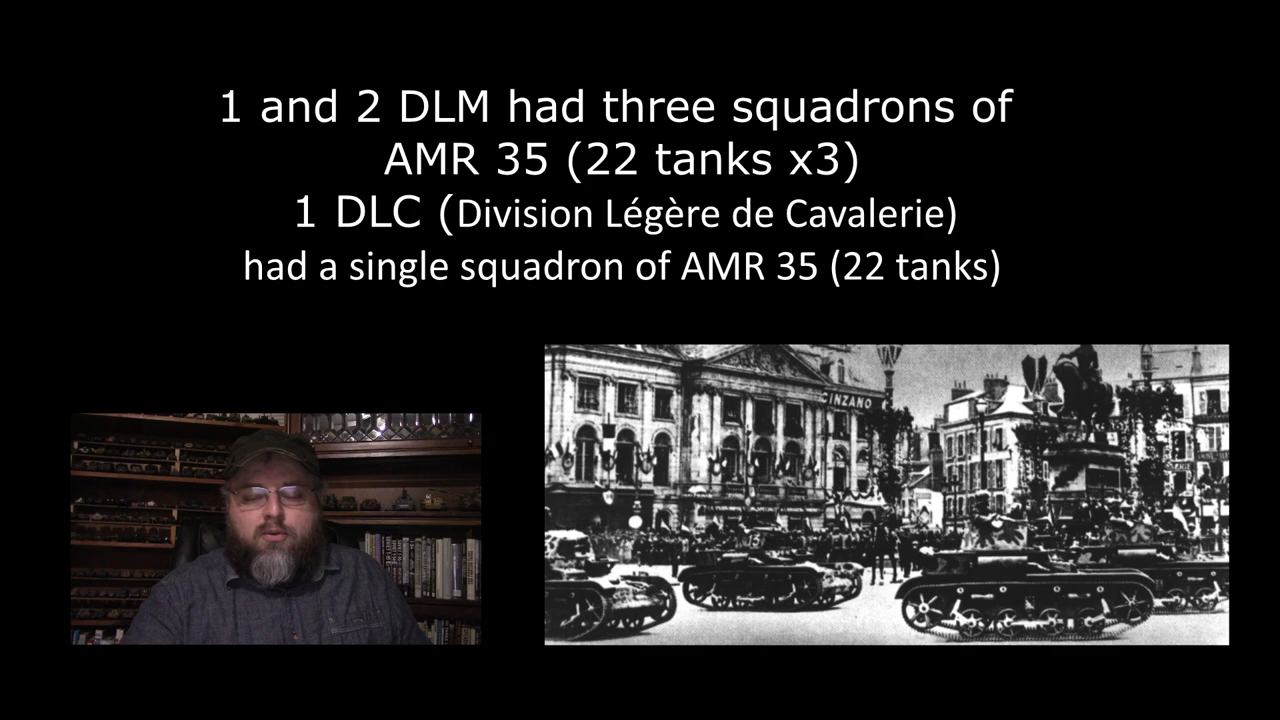 1 and 2 DLM had three squadrons of
AMR 35 (22 tanks x3)
1 DLC (Division Légère de Cavalerie)
had a single squadron of AMR 35 (22 tanks)
CINZANO
13